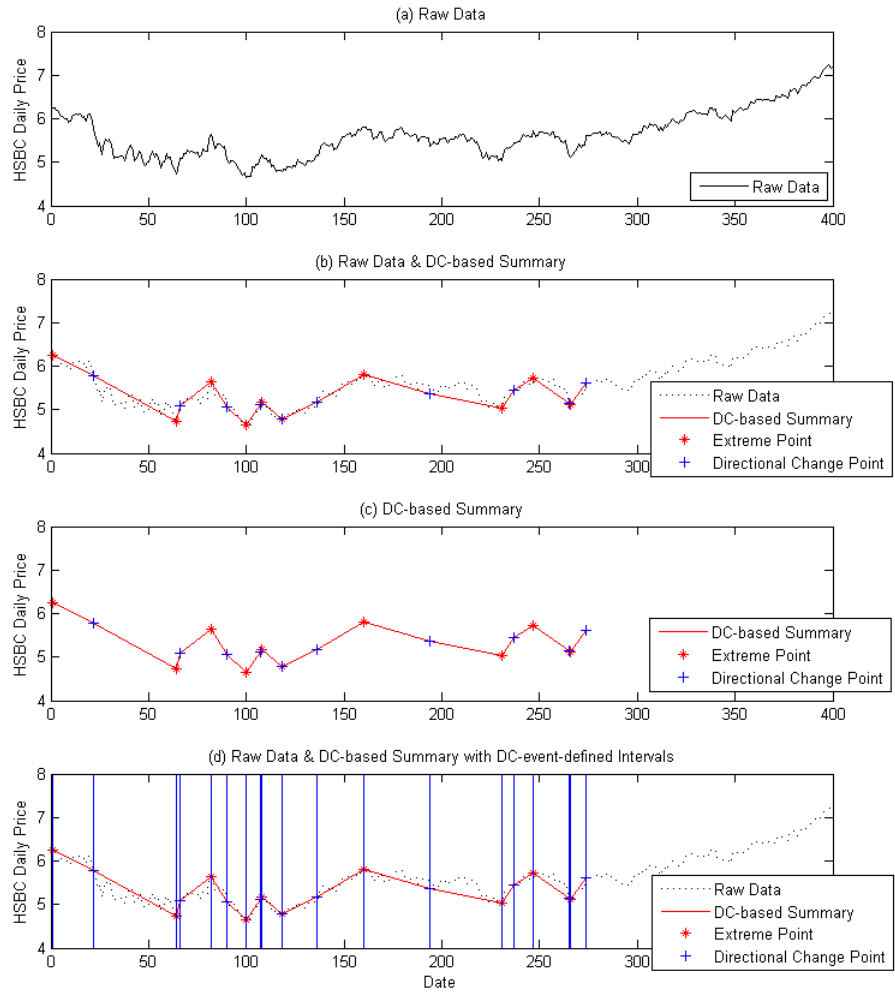 (a) Raw Data
HSBC Daily Price
8
7
6
5
4
0 50 100 150 200 250 300 350 400
Raw Data
(b) Raw Data & DC-based Summary
HSBC Daily Price
8
7
6
5
4
0 50 100 150 200 250 300 350 400
Raw Data
DC-based Summary
Extreme Point
Directional Change Point
(c) DC-based Summary
HSBC Daily Price
8
7
6
5
4
0 50 100 150 200 250 300 350 400
DC-based Summary
Extreme Point
Directional Change Point
(d) Raw Data & DC-based Summary with DC-event-defined Intervals
HSBC Daily Price
8
7
6
5
4
0 50 100 150 200 250 300 350 400
Raw Data
DC-based Summary
Extreme Point
Directional Change Point
Date